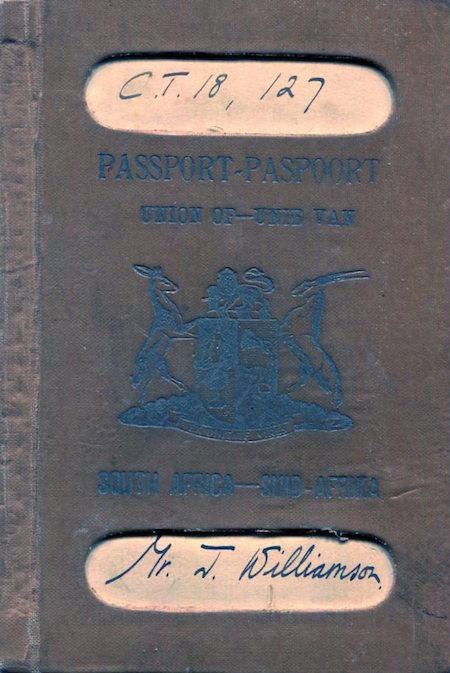 C.T. 18, 127
PASSPORT-PASPOORT
UNION OF—UNIE VAN
SOUTH AFRICA—SUID-AFRIKA
Mr. J. Williamson.